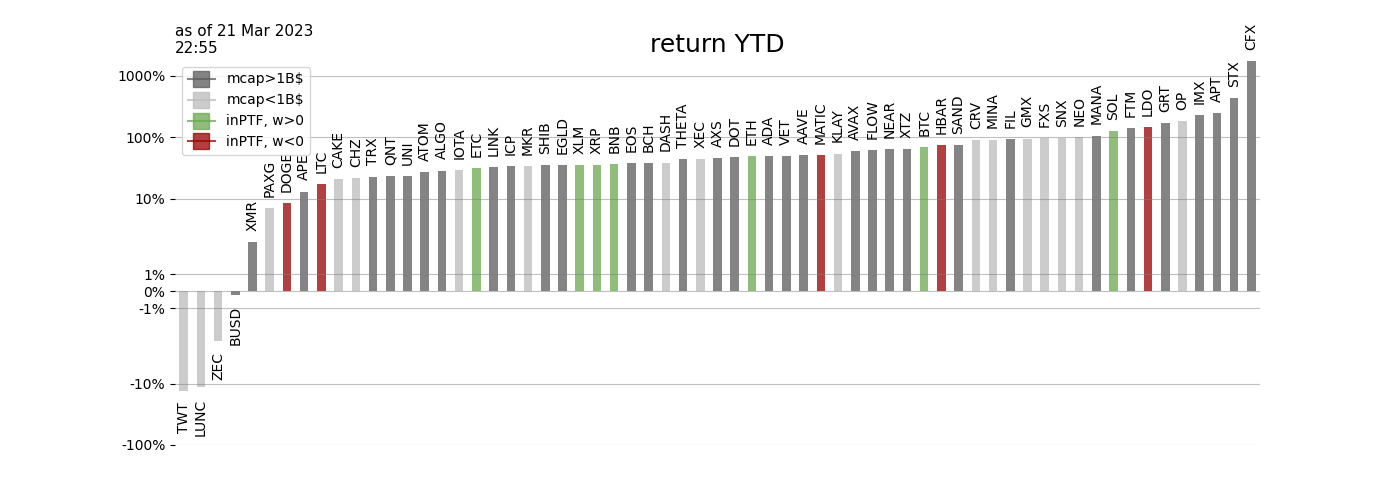 as of 21 Mar 2023
22:55
return YTD
mcap>1B$
mcap<1B$
inPTF, w>0
inPTF, w<0
1000%
100%
10%
1%
0%
-1%
-10%
-100%
TWT
LUNC
ZEC
BUSD
XMR
PAXG
DOGE
APE
LTC
CAKE
CHZ
TRX
QNT
UNI
ATOM
ALGO
IOTA
ETC
LINK
ICP
MKR
SHIB
EGLD
XLM
XRP
BNB
EOS
BCH
DASH
THETA
XEC
AXS
DOT
ETH
ADA
VET
AAVE
MATIC
KLAY
AVAX
FLOW
NEAR
XTZ
BTC
HBAR
SAND
CRV
MINA
FIL
GMX
FXS
SNX
NEO
MANA
SOL
FTM
LDO
GRT
OP
IMX
APT
STX
CFX